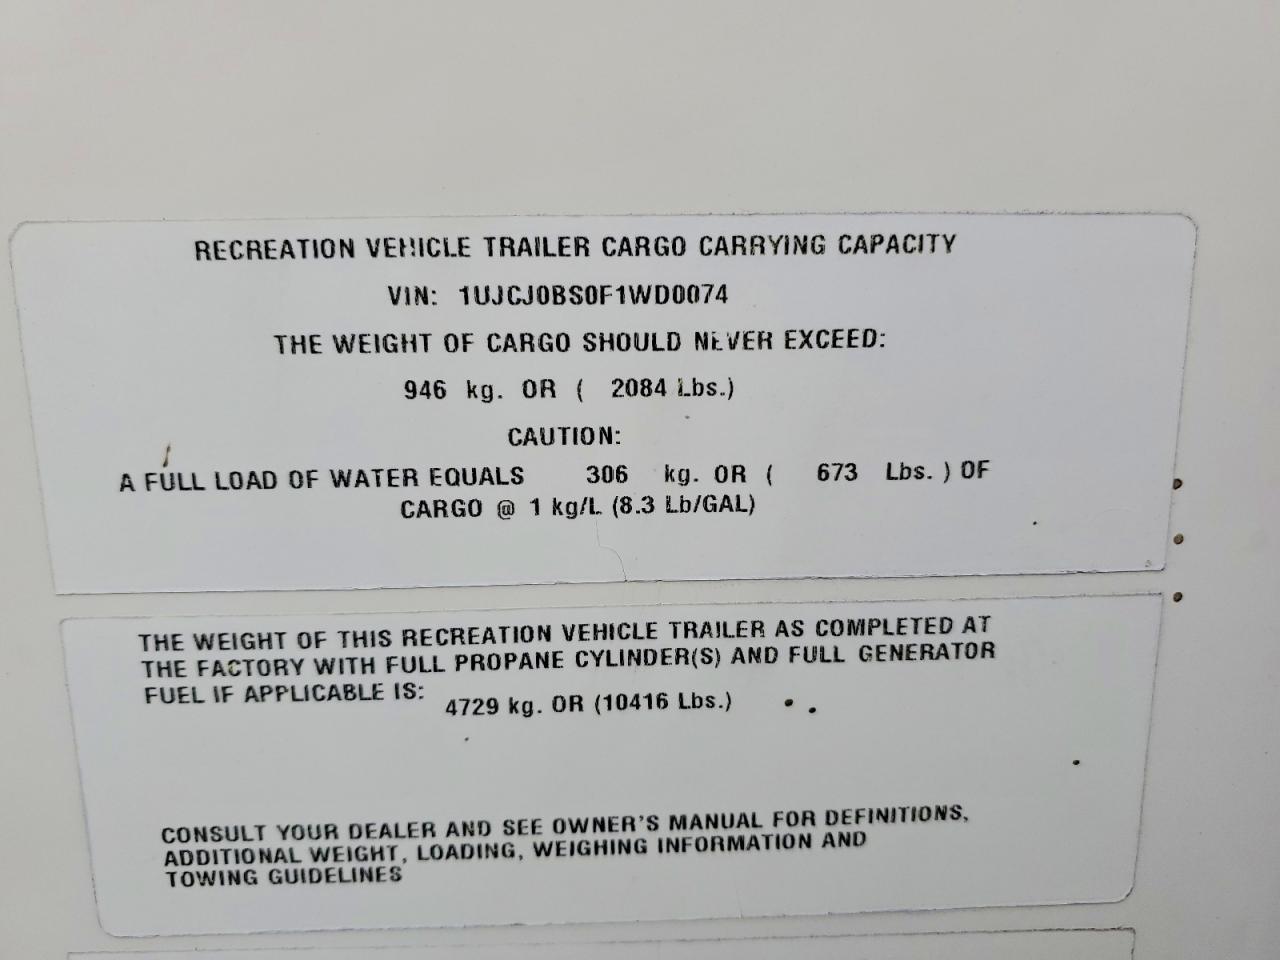 RECREATION VEHICLE TRAILER CARGO CARRYING CAPACITY
VIN: 1UJCJ0BS0F1WD0074
THE WEIGHT OF CARGO SHOULD NEVER EXCEED:
946 kg. OR ( 2084 Lbs.)
CAUTION:
A FULL LOAD OF WATER EQUALS 306 kg. OR ( 673 Lbs. ) OF
CARGO @ 1 kg/L (8.3 Lb/GAL)
THE WEIGHT OF THIS RECREATION VEHICLE TRAILER AS COMPLETED AT
THE FACTORY WITH FULL PROPANE CYLINDER(S) AND FULL GENERATOR
FUEL IF APPLICABLE IS:
4729 kg. OR (10416 Lbs.)
CONSULT YOUR DEALER AND SEE OWNER'S MANUAL FOR DEFINITIONS,
ADDITIONAL WEIGHT, LOADING, WEIGHING INFORMATION AND
TOWING GUIDELINES